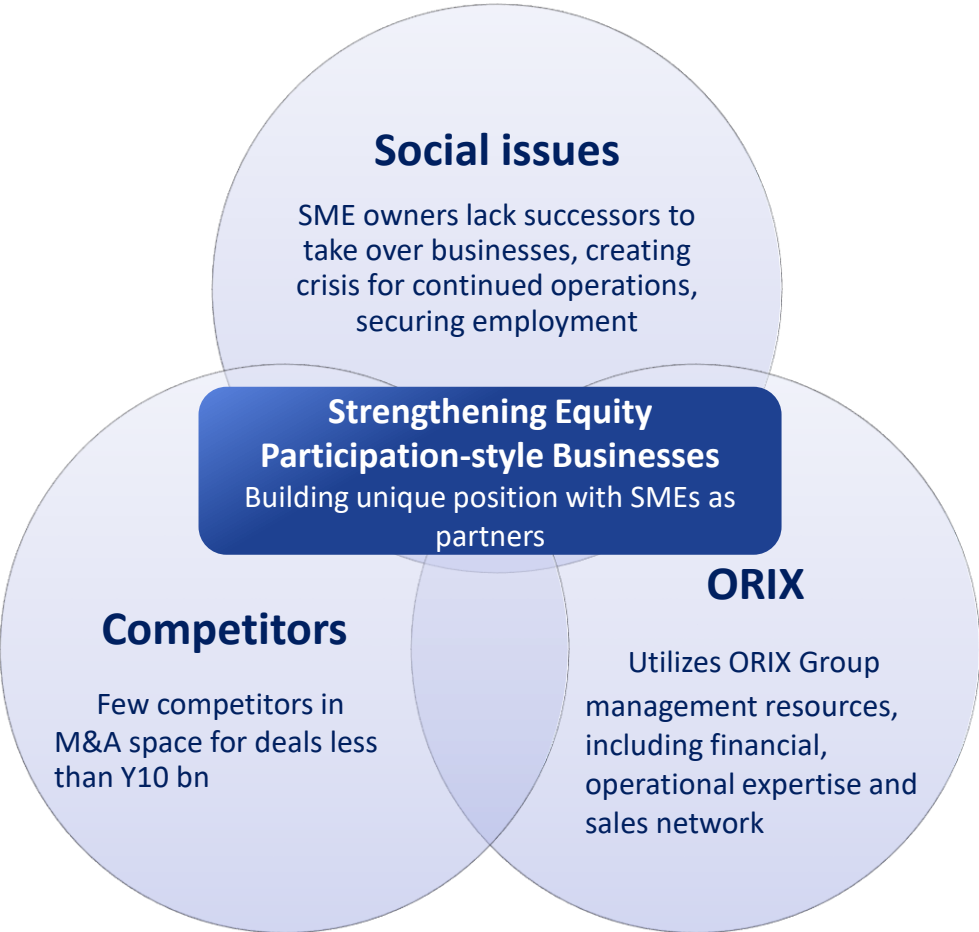 Social issues
SME owners lack successors to
take over businesses, creating
crisis for continued operations,
securing employment
Strengthening Equity
Participation-style Businesses
Building unique position with SMEs as
partners
Competitors
Few competitors in
M&A space for deals less
than Y10 bn
ORIX
Utilizes ORIX Group
management resources,
including financial,
operational expertise and
sales network